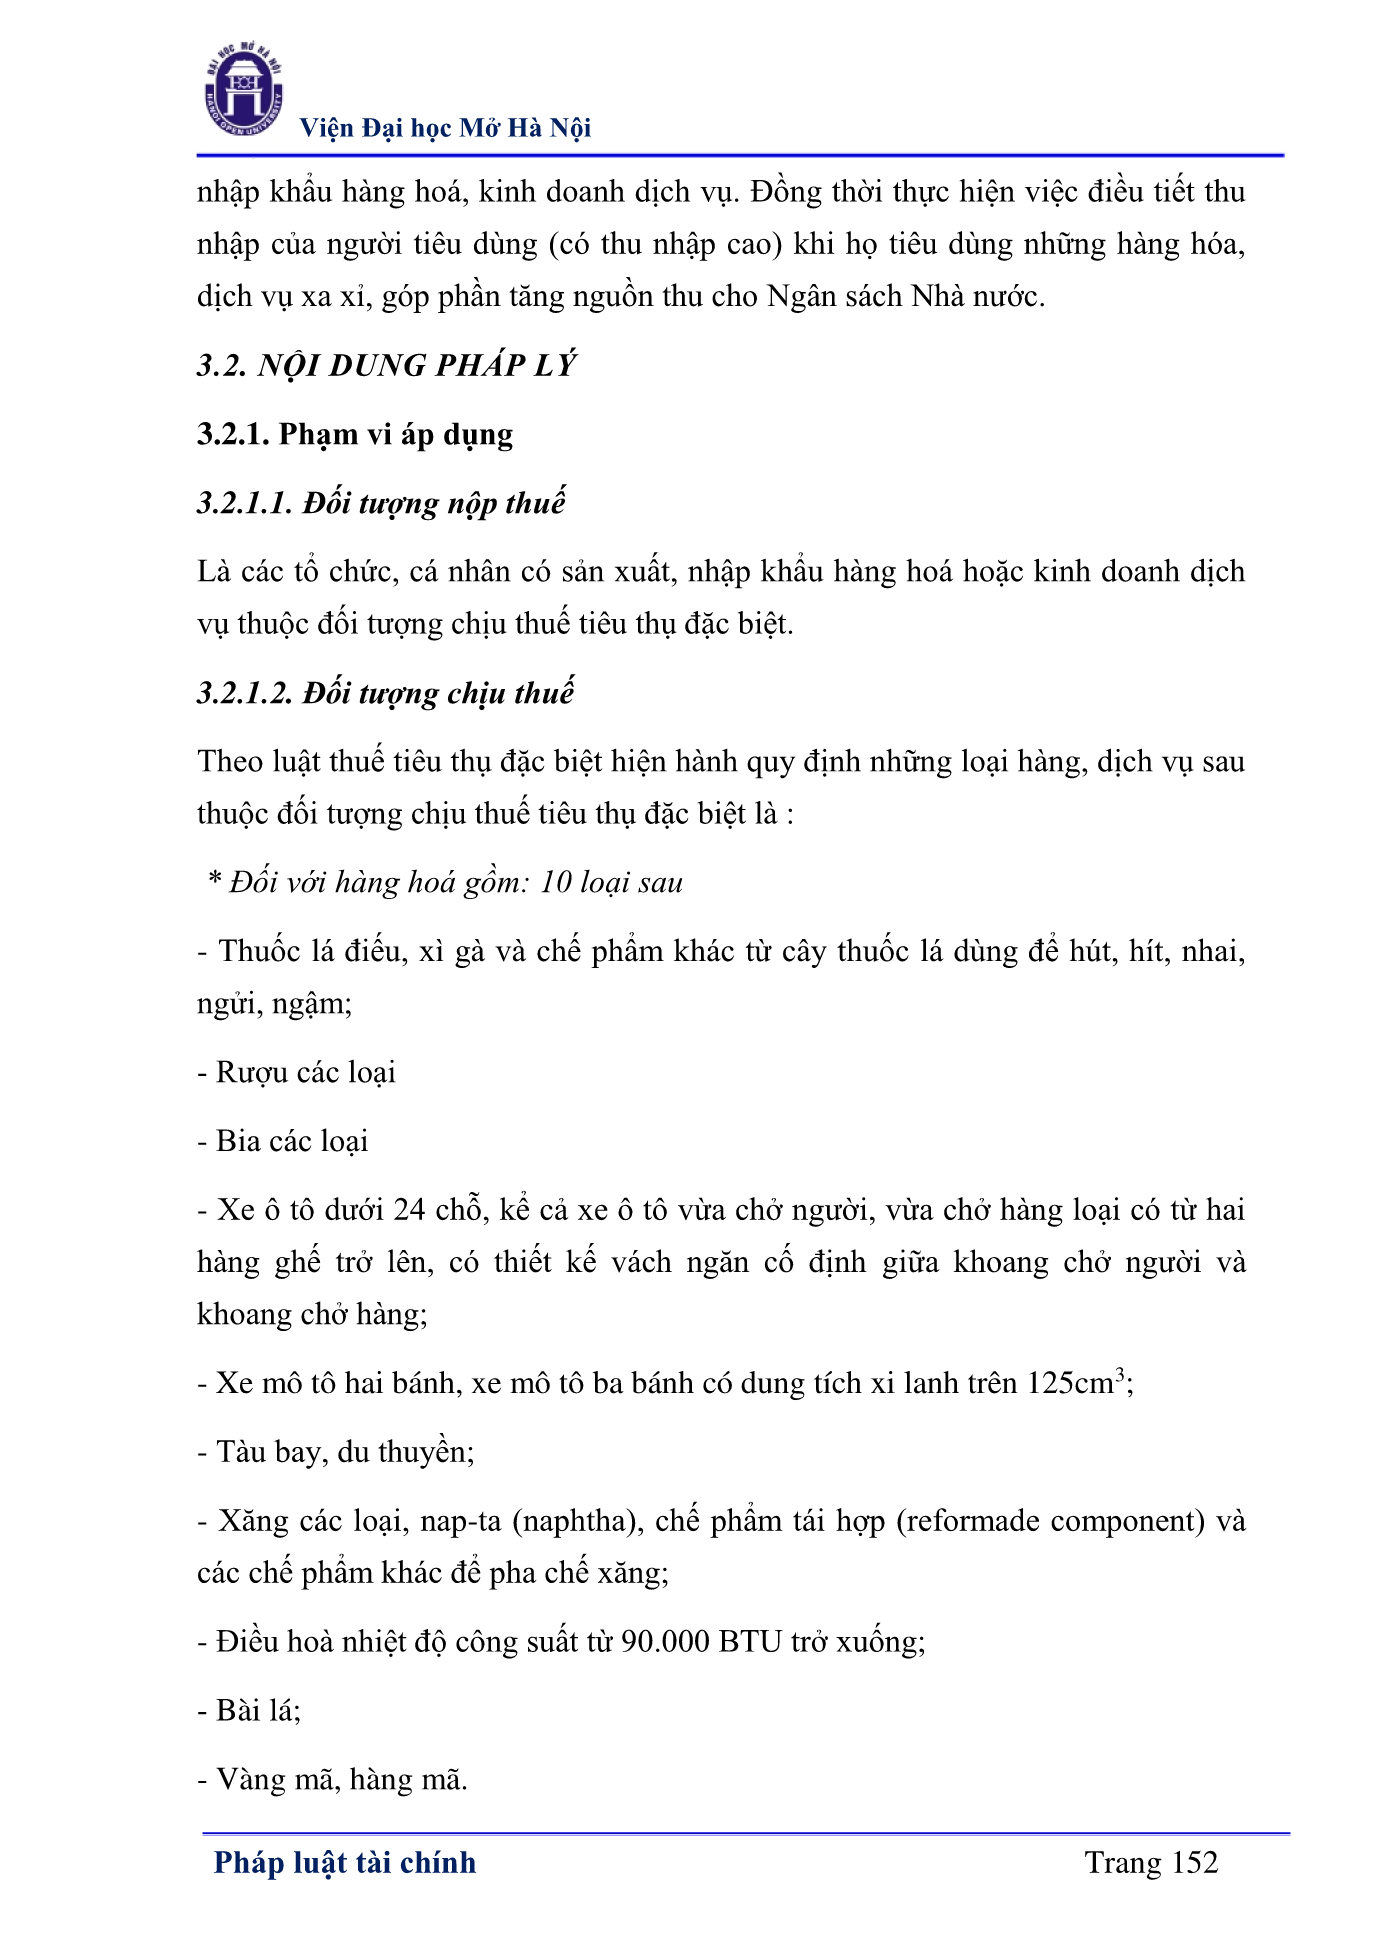 ĐẠI HỌC MỞ HÀ NỘI
HOU
HANOI OPEN UNIVERSITY
Viện Đại học Mở Hà Nội
nhập khẩu hàng hoá, kinh doanh dịch vụ. Đồng thời thực hiện việc điều tiết thu
nhập của người tiêu dùng (có thu nhập cao) khi họ tiêu dùng những hàng hóa,
dịch vụ xa xỉ, góp phần tăng nguồn thu cho Ngân sách Nhà nước.
3.2. NỘI DUNG PHÁP LÝ
3.2.1. Phạm vi áp dụng
3.2.1.1. Đối tượng nộp thuế
Là các tổ chức, cá nhân có sản xuất, nhập khẩu hàng hoá hoặc kinh doanh dịch
vụ thuộc đối tượng chịu thuế tiêu thụ đặc biệt.
3.2.1.2. Đối tượng chịu thuế
Theo luật thuế tiêu thụ đặc biệt hiện hành quy định những loại hàng, dịch vụ sau
thuộc đối tượng chịu thuế tiêu thụ đặc biệt là :
* Đối với hàng hoá gồm: 10 loại sau
- Thuốc lá điếu, xì gà và chế phẩm khác từ cây thuốc lá dùng để hút, hít, nhai,
ngửi, ngậm;
- Rượu các loại
- Bia các loại
- Xe ô tô dưới 24 chỗ, kể cả xe ô tô vừa chở người, vừa chở hàng loại có từ hai
hàng ghế trở lên, có thiết kế vách ngăn cố định giữa khoang chở người và
khoang chở hàng;
- Xe mô tô hai bánh, xe mô tô ba bánh có dung tích xi lanh trên 125cm³;
- Tàu bay, du thuyền;
- Xăng các loại, nap-ta (naphtha), chế phẩm tái hợp (reformade component) và
các chế phẩm khác để pha chế xăng;
- Điều hoà nhiệt độ công suất từ 90.000 BTU trở xuống;
- Bài lá;
- Vàng mã, hàng mã.
Pháp luật tài chính
Trang 152